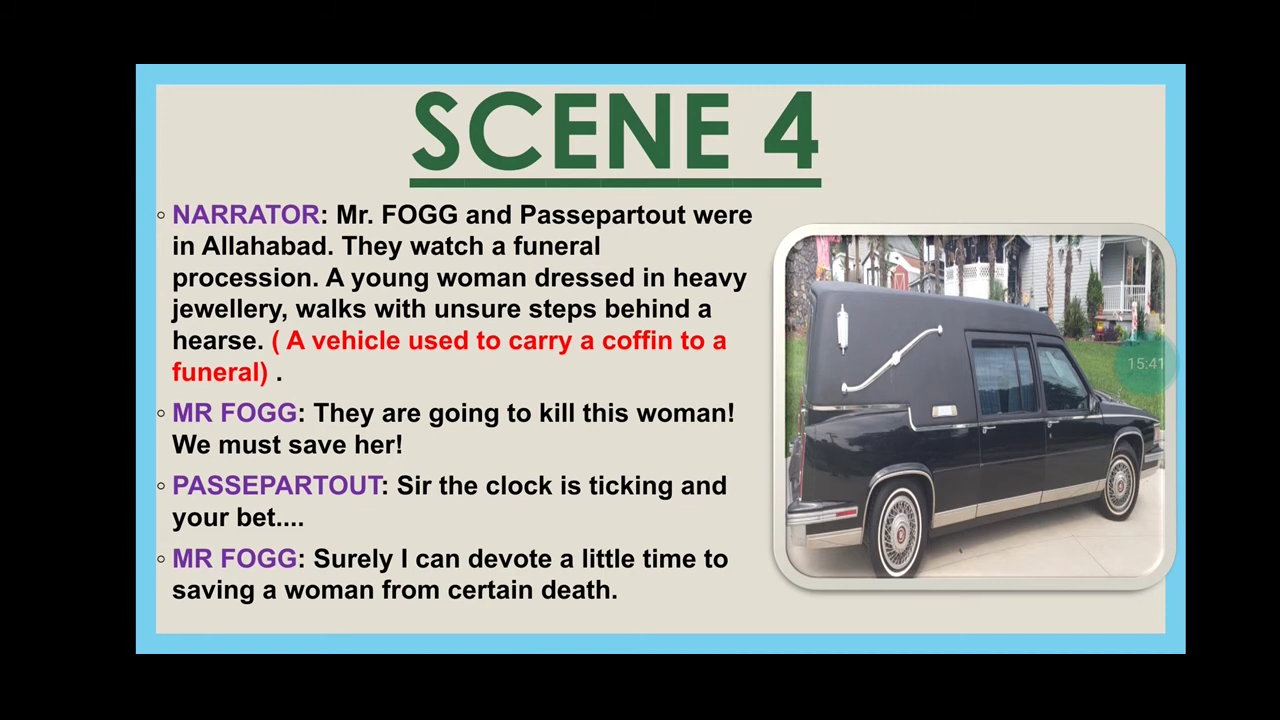 SCENE 4
NARRATOR: Mr. FOGG and Passepartout were
in Allahabad. They watch a funeral
procession. A young woman dressed in heavy
jewellery, walks with unsure steps behind a
hearse. ( A vehicle used to carry a coffin to a
funeral) .
MR FOGG: They are going to kill this woman!
We must save her!
PASSEPARTOUT: Sir the clock is ticking and
your bet....
MR FOGG: Surely I can devote a little time to
saving a woman from certain death.
15:41